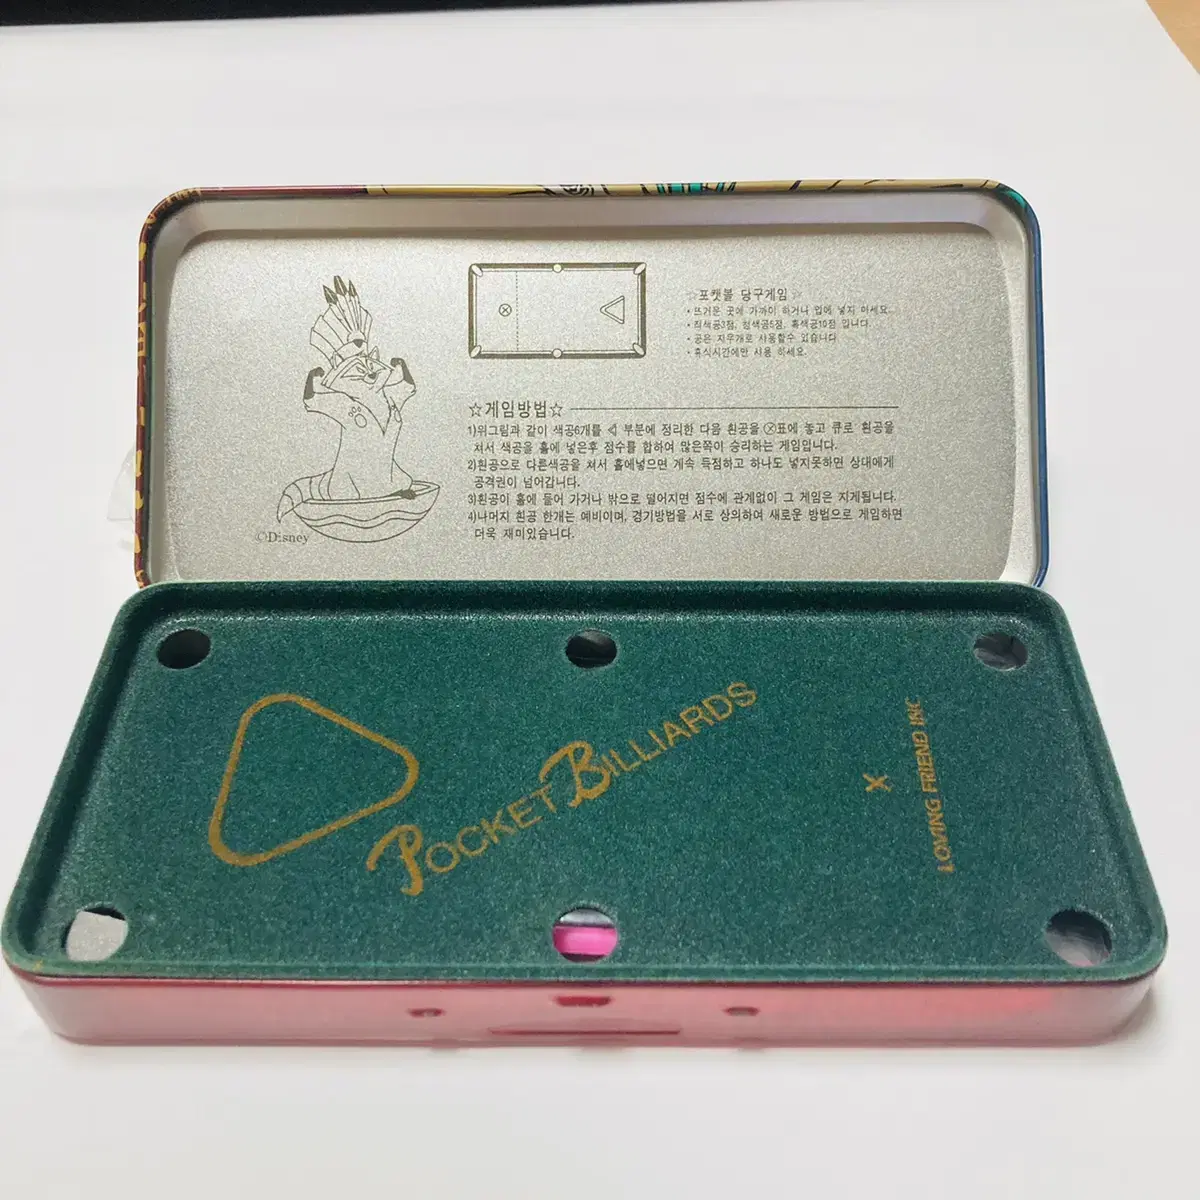 ☆포켓볼 당구게임☆
• 뜨거운 곳에 가까이 하거나 입에 넣지 마세요.
• 적색공3점, 청색공5점, 흑색공10점 입니다
• 공은 지우개로 사용할수 있습니다
• 휴식시간에만 사용 하세요.
☆게임방법☆
1)위그림과 같이 색공6개를 ◁ 부분에 정리한 다음 흰공을 ⓧ표에 놓고 큐로 흰공을
쳐서 색공을 홀에 넣은후 점수를 합하여 많은쪽이 승리하는 게임입니다.
2)흰공으로 다른색공을 쳐서 홀에넣으면 계속 득점하고 하나도 넣지못하면 상대에게
공격권이 넘어갑니다.
3)흰공이 홀에 들어 가거나 밖으로 떨어지면 점수에 관계없이 그 게임은 지게됩니다.
4)나머지 흰공 한개는 예비이며, 경기방법을 서로 상의하여 새로운 방법으로 게임하면
더욱 재미있습니다.
©Disney
POCKET BILLIARDS
X
LOVING FRIEND INC